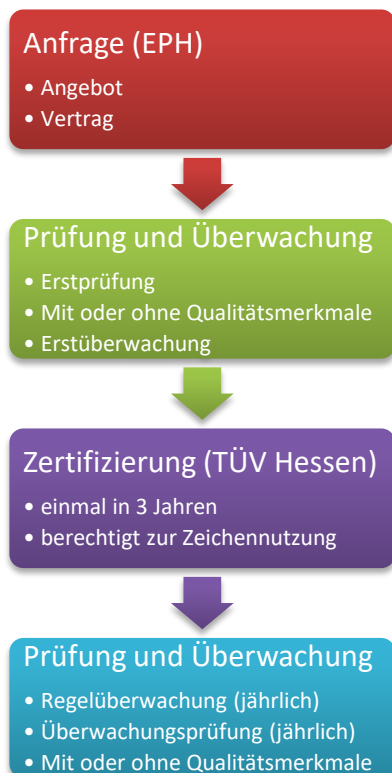 Anfrage (EPH)
• Angebot
• Vertrag
Prüfung und Überwachung
• Erstprüfung
• Mit oder ohne Qualitätsmerkmale
• Erstüberwachung
Zertifizierung (TÜV Hessen)
• einmal in 3 Jahren
• berechtigt zur Zeichennutzung
Prüfung und Überwachung
• Regelüberwachung (jährlich)
• Überwachungsprüfung (jährlich)
• Mit oder ohne Qualitätsmerkmale